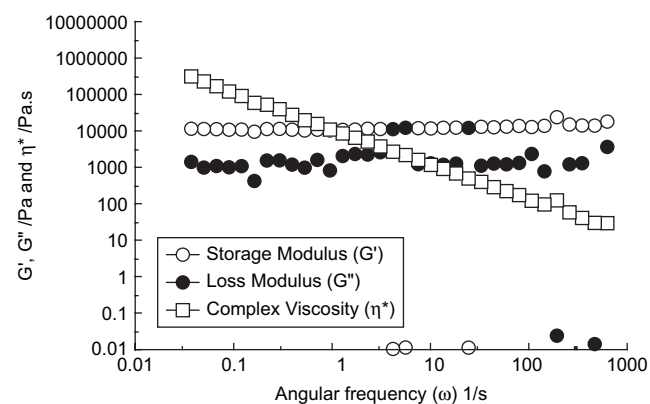 10000000
1000000
100000
10000
1000
100
10
1
0.1
0.01
G', G" /Pa and η* /Pa.s
Storage Modulus (G')
Loss Modulus (G")
Complex Viscosity (η*)
0.01 0.1 1 10 100 1000
Angular frequency (ω) 1/s